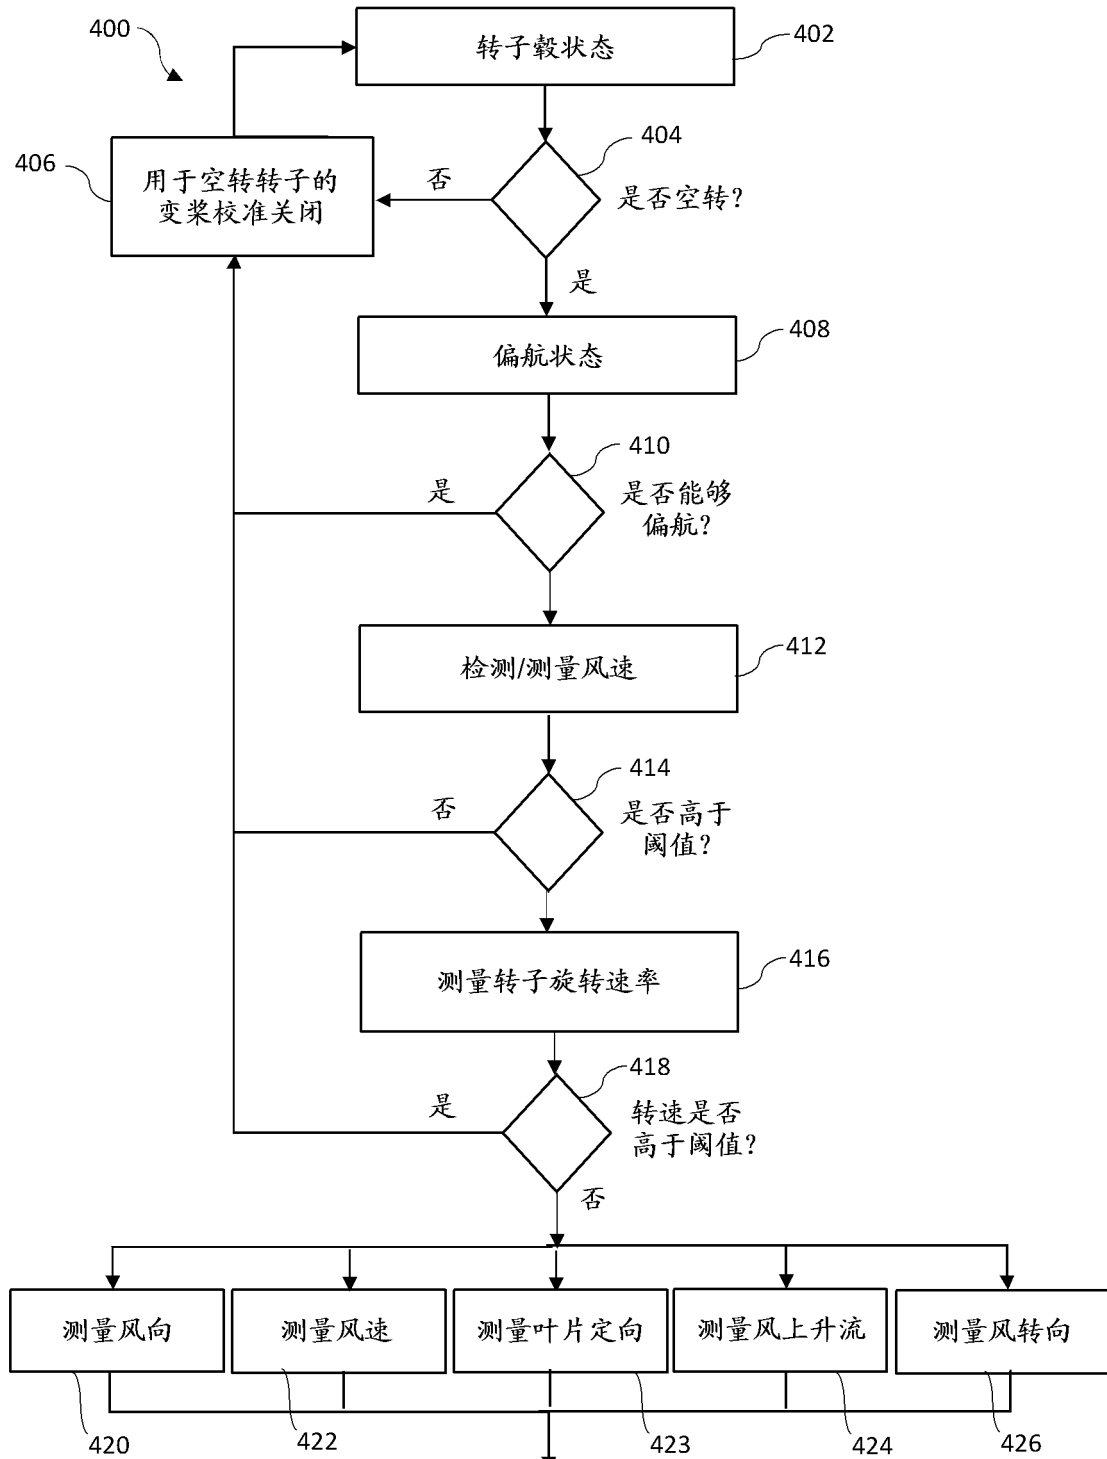 400
转子毂状态
402
404
406
用于空转转子的
变桨校准关闭
否
是否空转？
是
偏航状态
408
410
是
是否能够
偏航？
检测/测量风速
412
414
否
是否高于
阈值？
测量转子旋转速率
416
418
是
转速是否
高于阈值？
否
测量风向
测量风速
测量叶片定向
测量风上升流
测量风转向
420
422
423
424
426